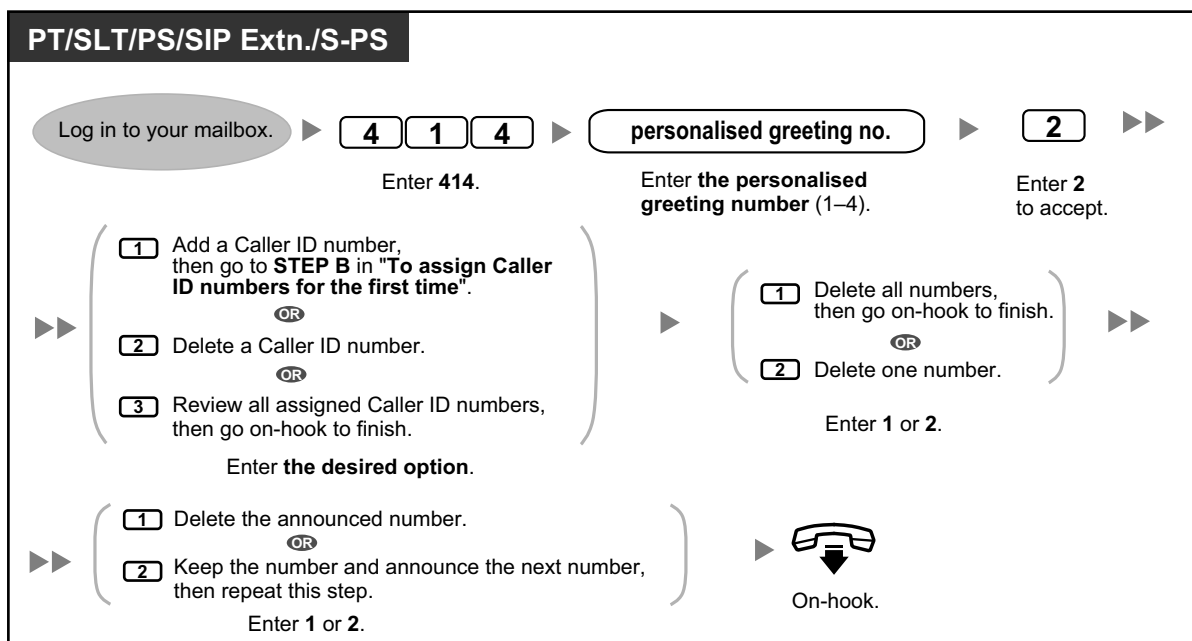 PT/SLT/PS/SIP Extn./S-PS
Log in to your mailbox.
4 1 4
personalised greeting no.
2
Enter 414.
Enter the personalised
greeting number (1–4).
Enter 2
to accept.
1 Add a Caller ID number,
then go to STEP B in "To assign Caller
ID numbers for the first time".
OR
2 Delete a Caller ID number.
OR
3 Review all assigned Caller ID numbers,
then go on-hook to finish.
Enter the desired option.
1 Delete all numbers,
then go on-hook to finish.
OR
2 Delete one number.
Enter 1 or 2.
1 Delete the announced number.
OR
2 Keep the number and announce the next number,
then repeat this step.
Enter 1 or 2.
On-hook.